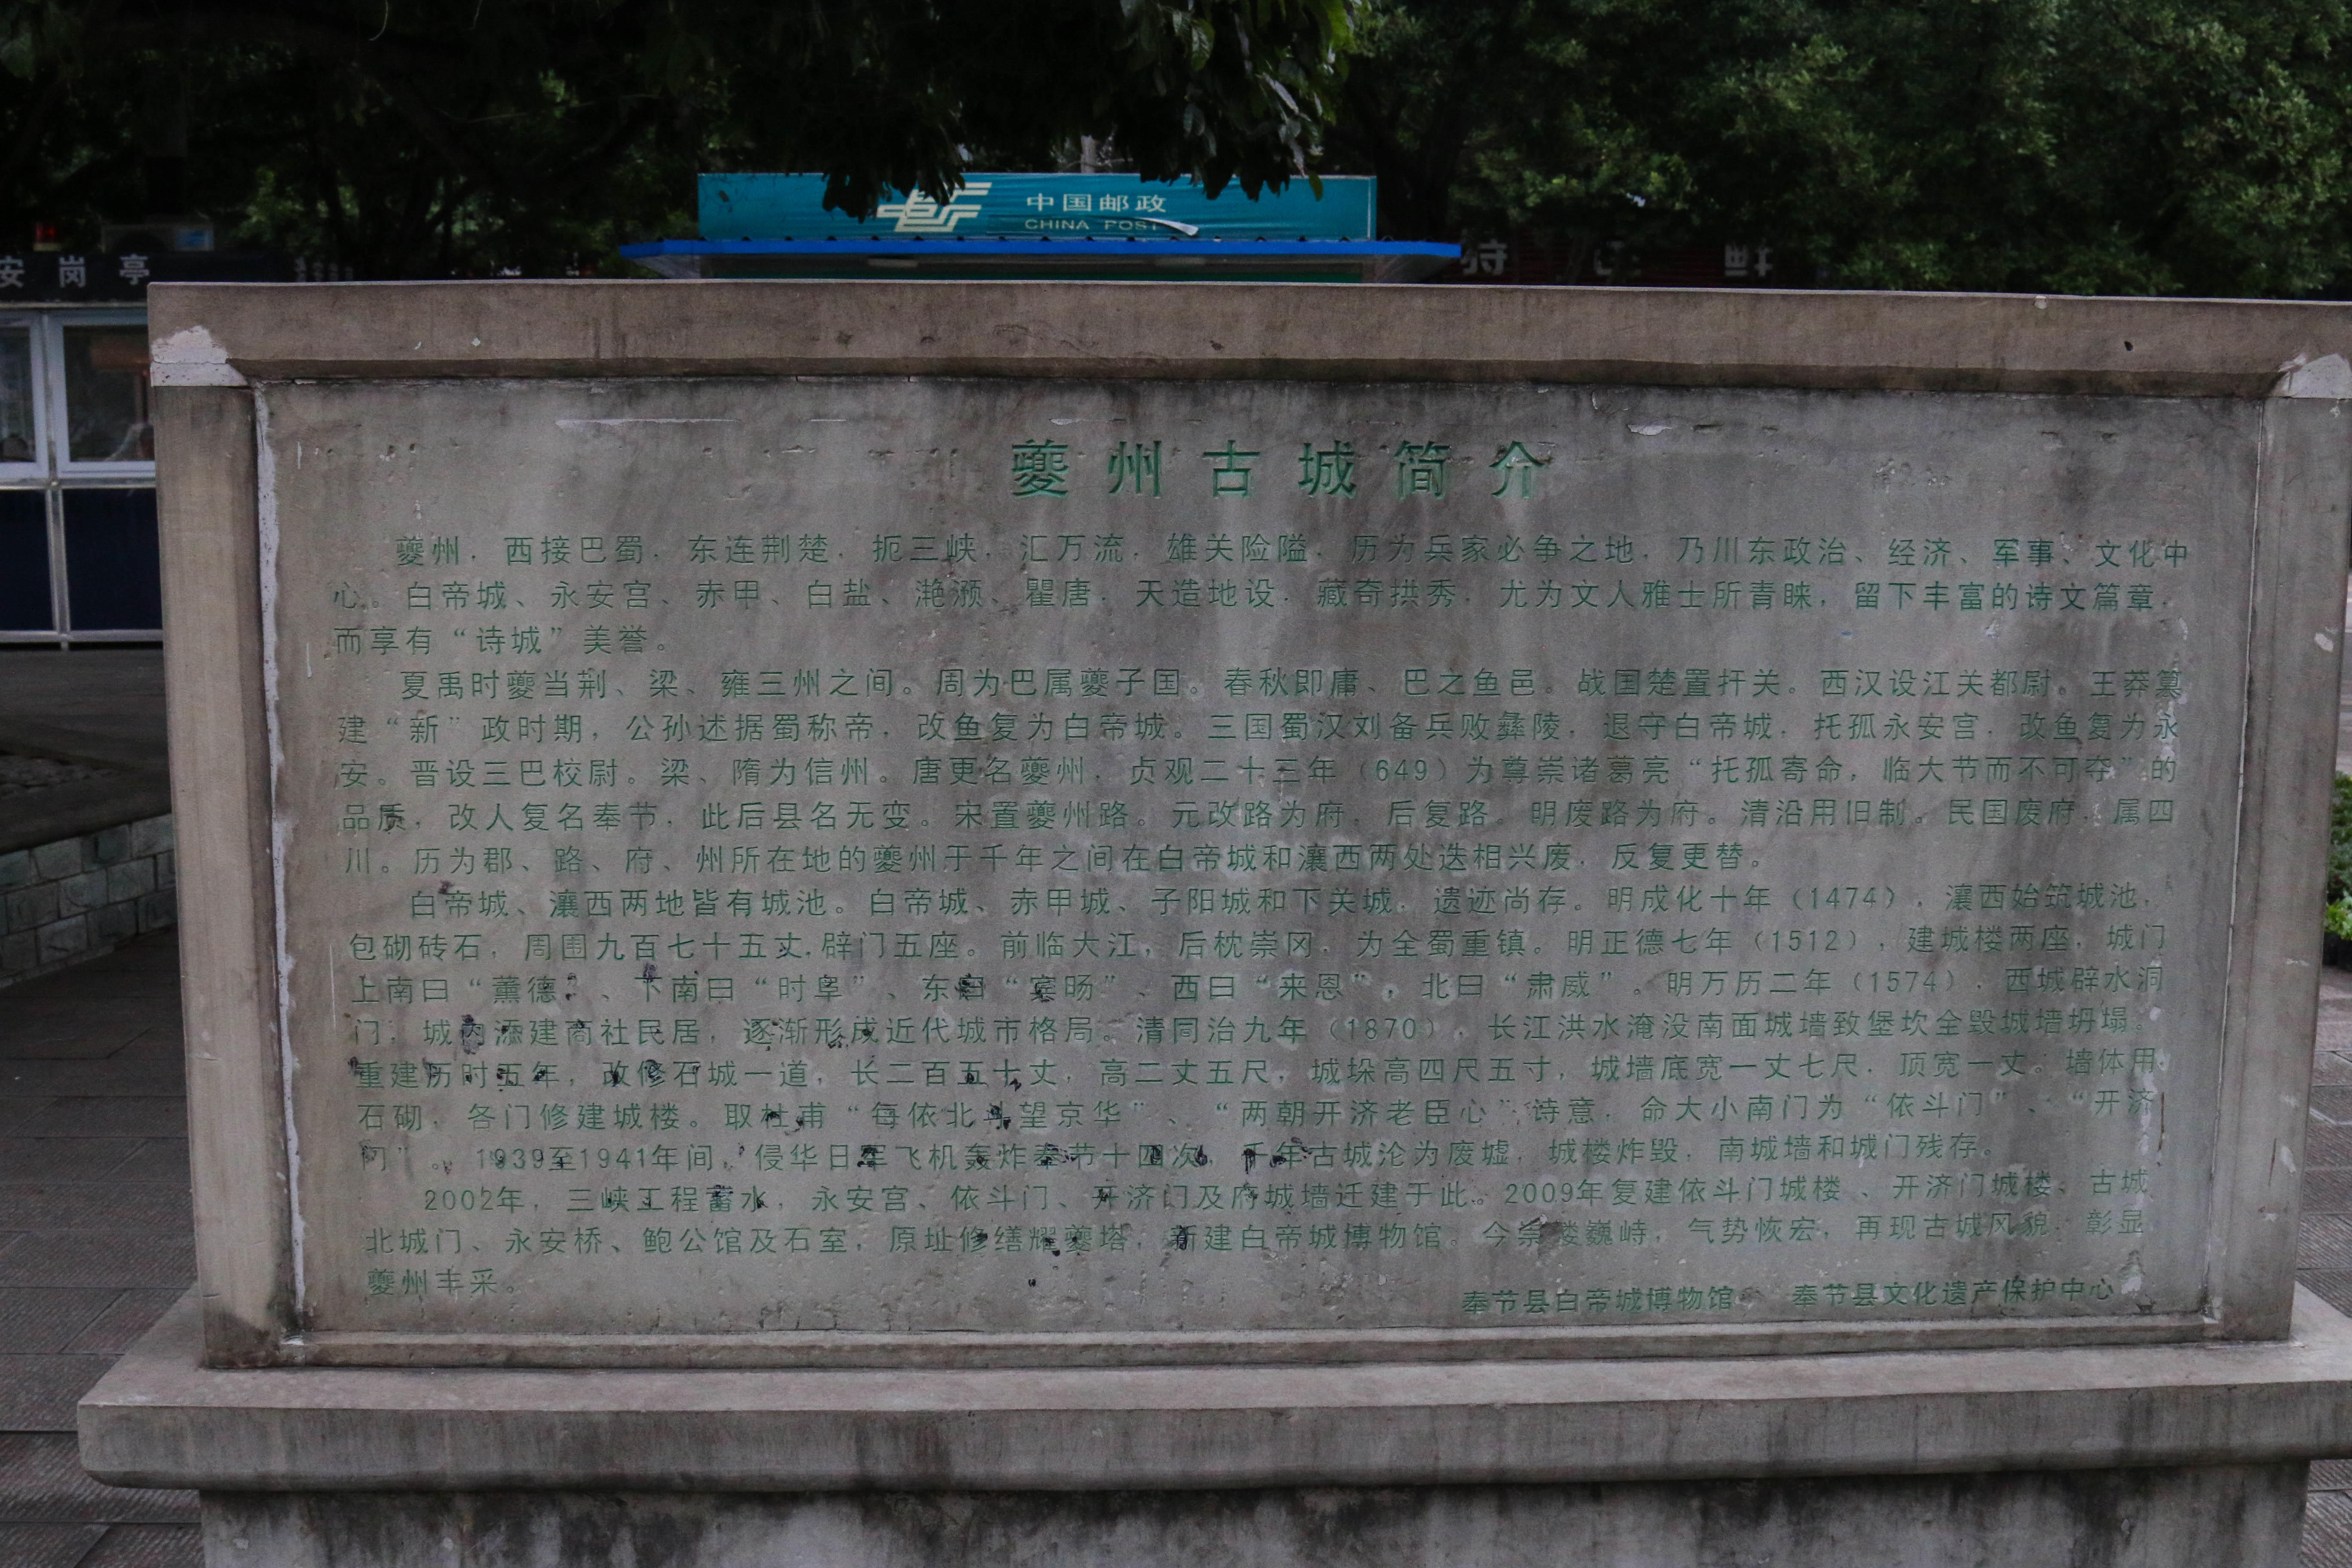 中国邮政
CHINA POST
安岗亭
鲜
夔州古城简介
夔州，西接巴蜀，东连荆楚，扼三峡，汇万流，雄关险隘，历为兵家必争之地，乃川东政治、经济、军事、文化中
心。白帝城、永安宫、赤甲、白盐、滟滪、瞿唐，天造地设，藏奇拱秀，尤为文人雅士所青睐，留下丰富的诗文篇章，
而享有“诗城”美誉。
夏禹时夔当荆、梁、雍三州之间。周为巴属夔子国。春秋即庸、巴之鱼邑。战国楚置扞关。西汉设江关都尉。王莽篡
建“新”政时期，公孙述据蜀称帝，改鱼复为白帝城。三国蜀汉刘备兵败彝陵，退守白帝城，托孤永安宫，改鱼复为永
安。晋设三巴校尉。梁、隋为信州。唐更名夔州，贞观二十三年（649）为尊崇诸葛亮“托孤寄命，临大节而不可夺”的
品质，改人复名奉节，此后县名无变。宋置夔州路。元改路为府，后复路。明废路为府。清沿用旧制。民国废府，属四
川。历为郡、路、府、州所在地的夔州于千年之间在白帝城和瀼西两处迭相兴废，反复更替。
白帝城、瀼西两地皆有城池。白帝城、赤甲城、子阳城和下关城，遗迹尚存。明成化十年（1474），瀼西始筑城池，
包砌砖石，周围九百七十五丈，辟门五座。前临大江，后枕崇冈，为全蜀重镇。明正德七年（1512），建城楼两座，城门
上南曰“薰德”、下南曰“时阜”、东曰“宾旸”、西曰“来恩”，北曰“肃威”。明万历二年（1574），西城辟水洞
门，城内添建商社民居，逐渐形成近代城市格局。清同治九年（1870），长江洪水淹没南面城墙致堡坎全毁城墙坍塌。
重建历时五年，改修石城一道，长二百五十丈，高二丈五尺，城垛高四尺五寸，城墙底宽一丈七尺，顶宽一丈。墙体用
石砌，各门修建城楼。取杜甫“每依北斗望京华”、“两朝开济老臣心”诗意，命大小南门为“依斗门”、“开济
门”。1939至1941年间，侵华日军飞机轰炸奉节十四次，千年古城沦为废墟，城楼炸毁，南城墙和城门残存。
2002年，三峡工程蓄水，永安宫、依斗门、开济门及府城墙迁建于此。2009年复建依斗门城楼、开济门城楼、古城
北城门、永安桥、鲍公馆及石室，原址修缮耀夔塔，新建白帝城博物馆。今崇楼巍峙，气势恢宏，再现古城风貌，彰显
夔州丰采。
奉节县白帝城博物馆 奉节县文化遗产保护中心